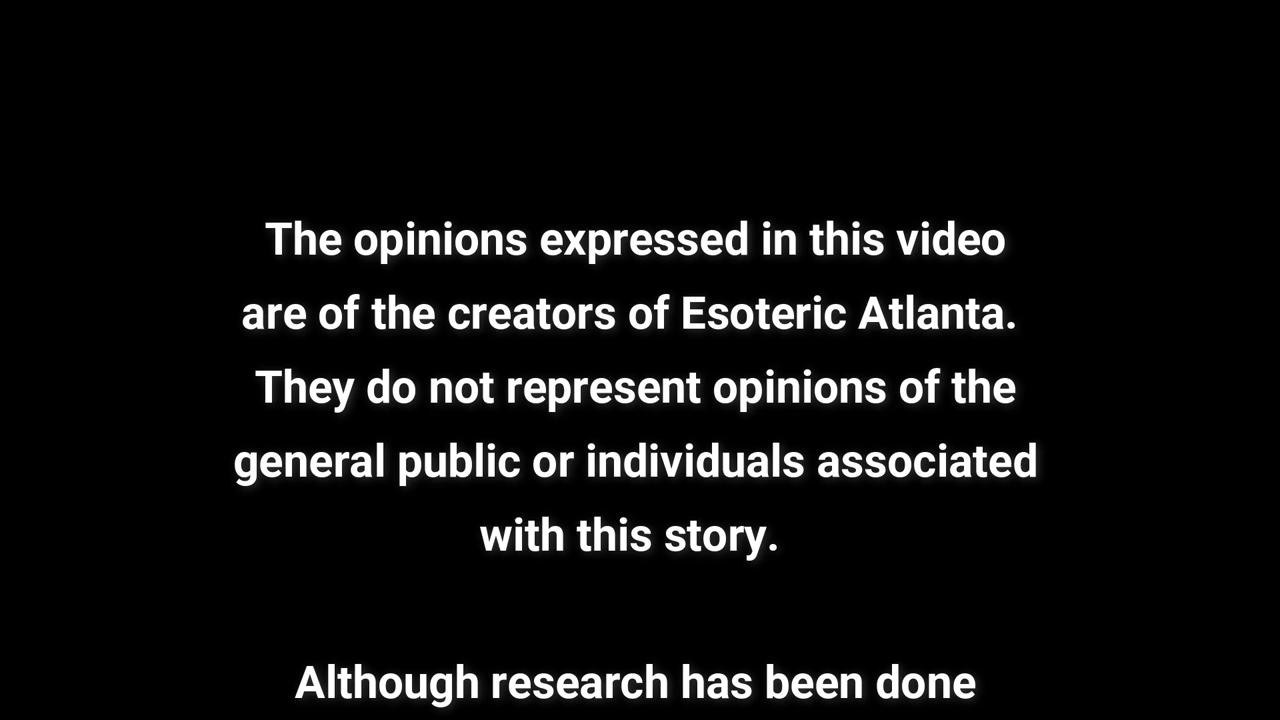 The opinions expressed in this video
are of the creators of Esoteric Atlanta.
They do not represent opinions of the
general public or individuals associated
with this story.
Although research has been done